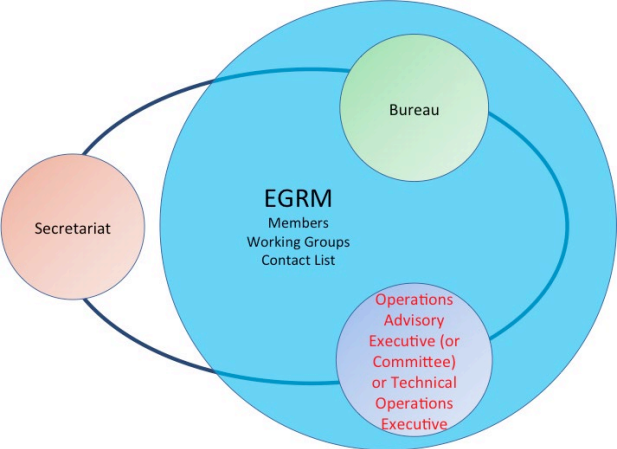 Bureau
EGRM
Members
Working Groups
Contact List
Secretariat
Operations
Advisory
Executive (or
Committee)
or Technical
Operations
Executive